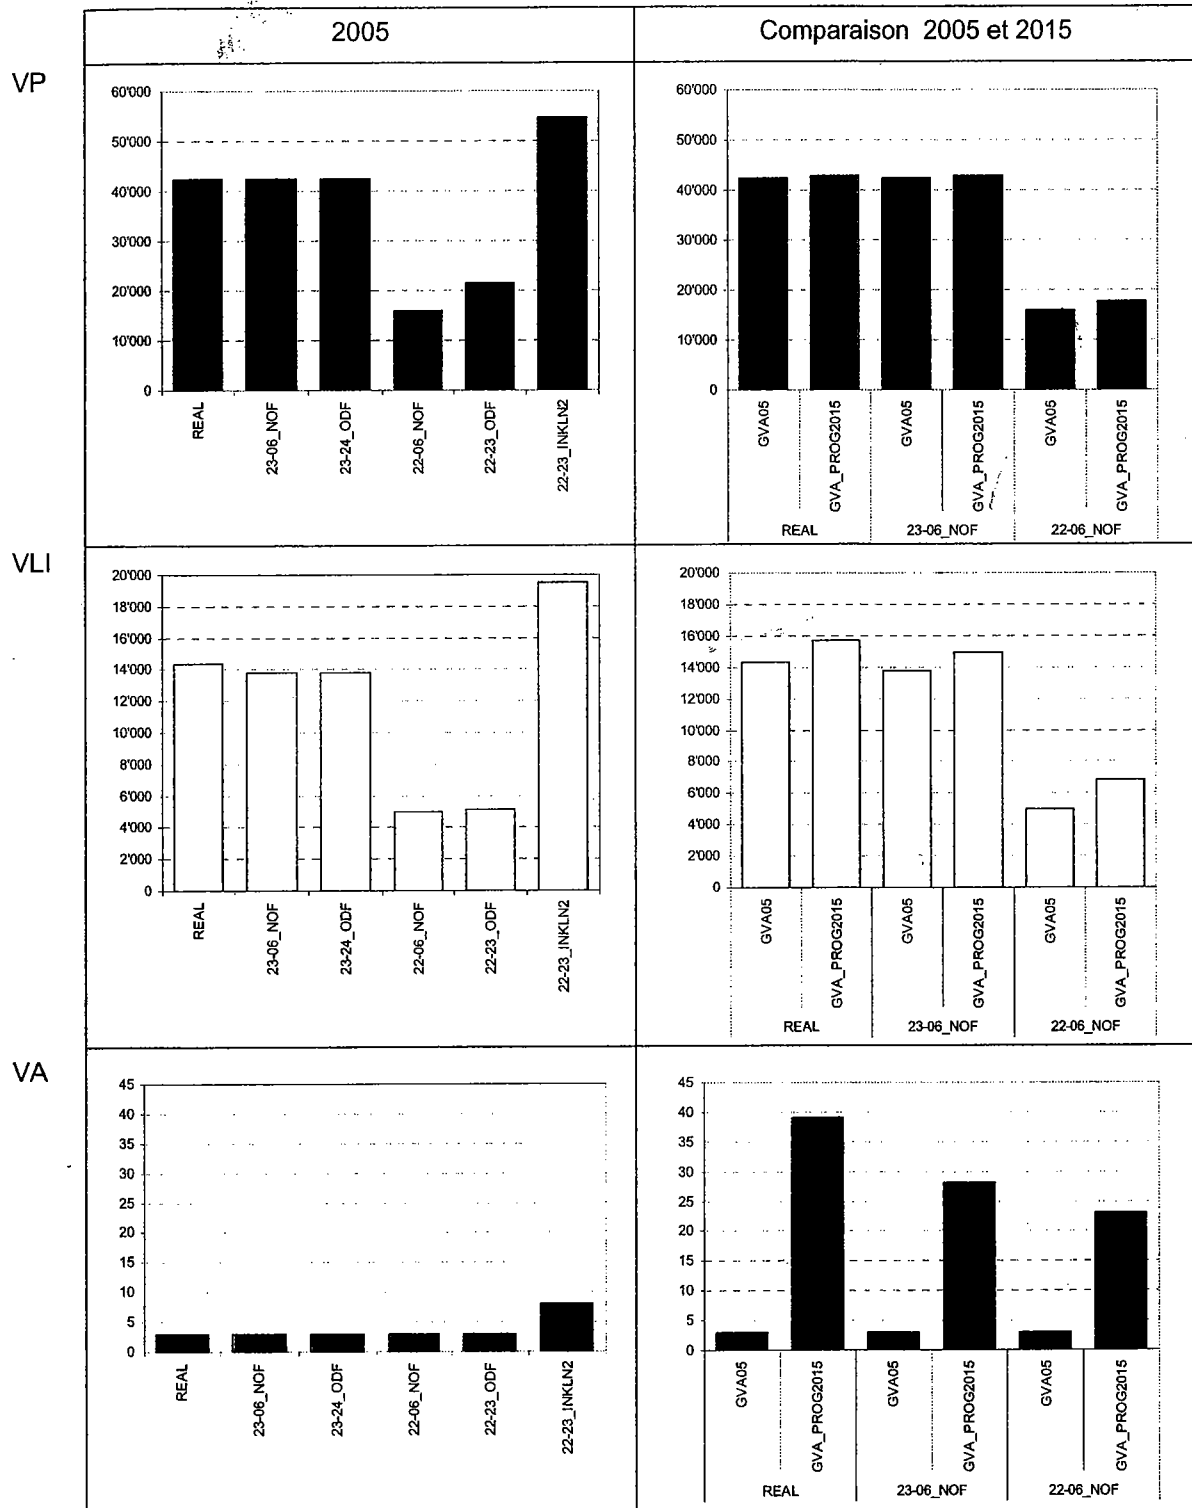 2005
Comparaison 2005 et 2015
VP
60'000
50'000
40'000
30'000
20'000
10'000
0
REAL
23-06_NOF
23-24_ODF
22-06_NOF
22-23_ODF
22-23_INKLN2
60'000
50'000
40'000
30'000
20'000
10'000
0
GVA05
GVA_PROG2015
GVA05
GVA_PROG2015
GVA05
GVA_PROG2015
REAL
23-06_NOF
22-06_NOF
VLI
20'000
18'000
16'000
14'000
12'000
10'000
8'000
6'000
4'000
2'000
0
REAL
23-06_NOF
23-24_ODF
22-06_NOF
22-23_ODF
22-23_INKLN2
20'000
18'000
16'000
14'000
12'000
10'000
8'000
6'000
4'000
2'000
0
GVA05
GVA_PROG2015
GVA05
GVA_PROG2015
GVA05
GVA_PROG2015
REAL
23-06_NOF
22-06_NOF
VA
45
40
35
30
25
20
15
10
5
0
REAL
23-06_NOF
23-24_ODF
22-06_NOF
22-23_ODF
22-23_INKLN2
45
40
35
30
25
20
15
10
5
0
GVA05
GVA_PROG2015
GVA05
GVA_PROG2015
GVA05
GVA_PROG2015
REAL
23-06_NOF
22-06_NOF